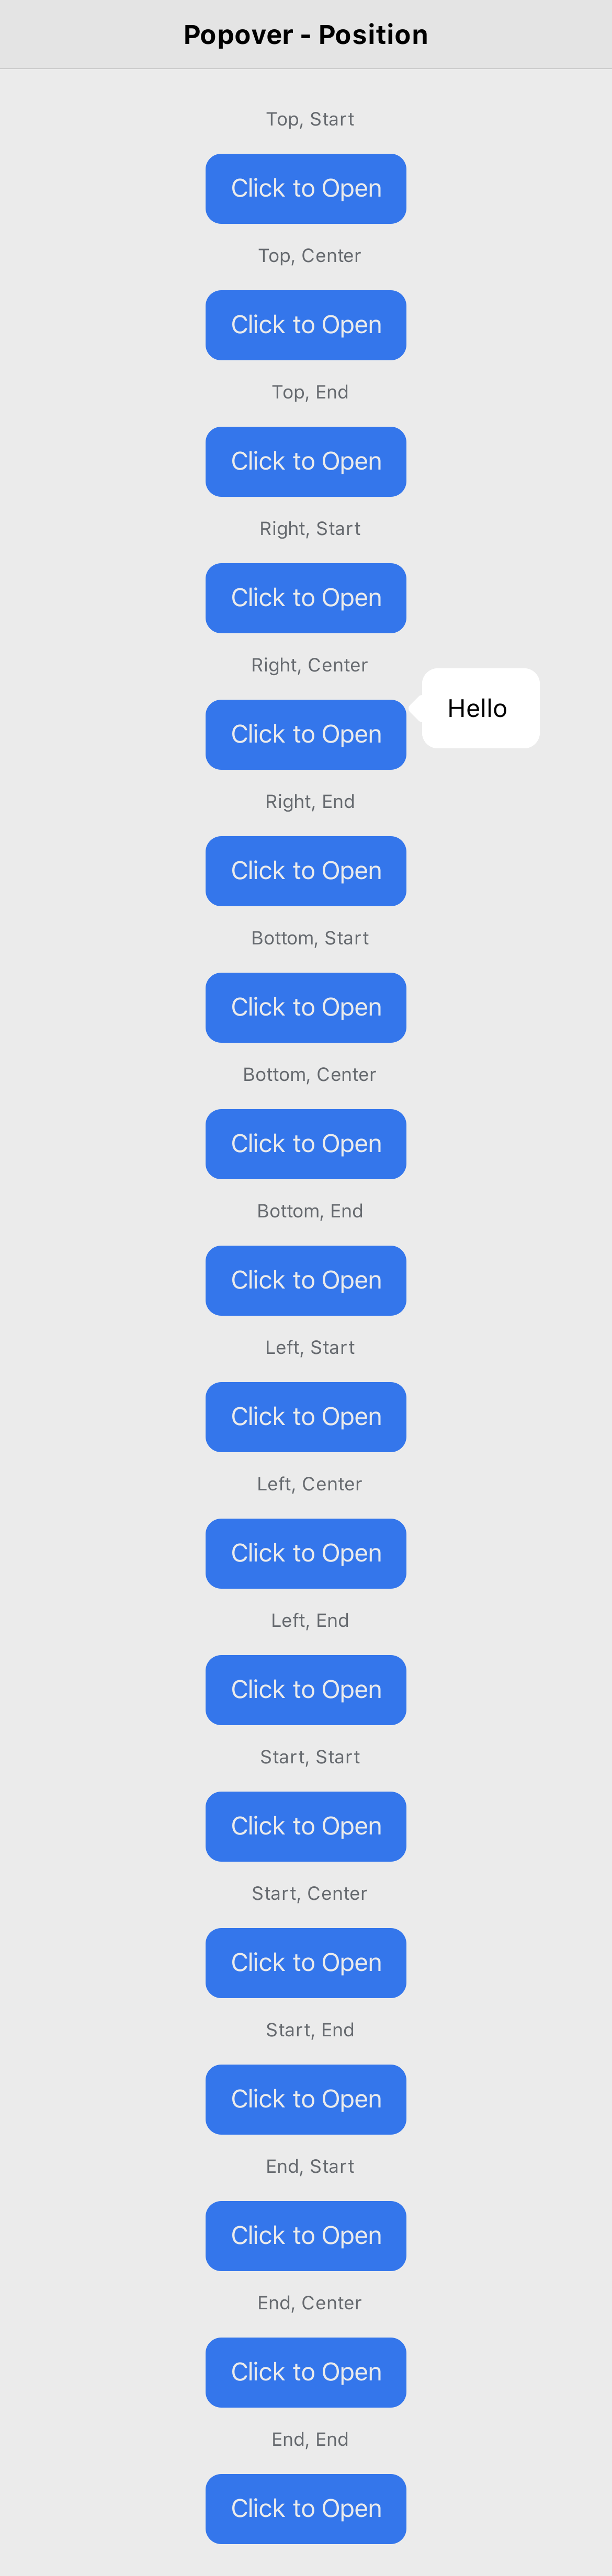 Popover - Position
Top, Start
Click to Open
Top, Center
Click to Open
Top, End
Click to Open
Right, Start
Click to Open
Right, Center
Click to Open
Hello
Right, End
Click to Open
Bottom, Start
Click to Open
Bottom, Center
Click to Open
Bottom, End
Click to Open
Left, Start
Click to Open
Left, Center
Click to Open
Left, End
Click to Open
Start, Start
Click to Open
Start, Center
Click to Open
Start, End
Click to Open
End, Start
Click to Open
End, Center
Click to Open
End, End
Click to Open